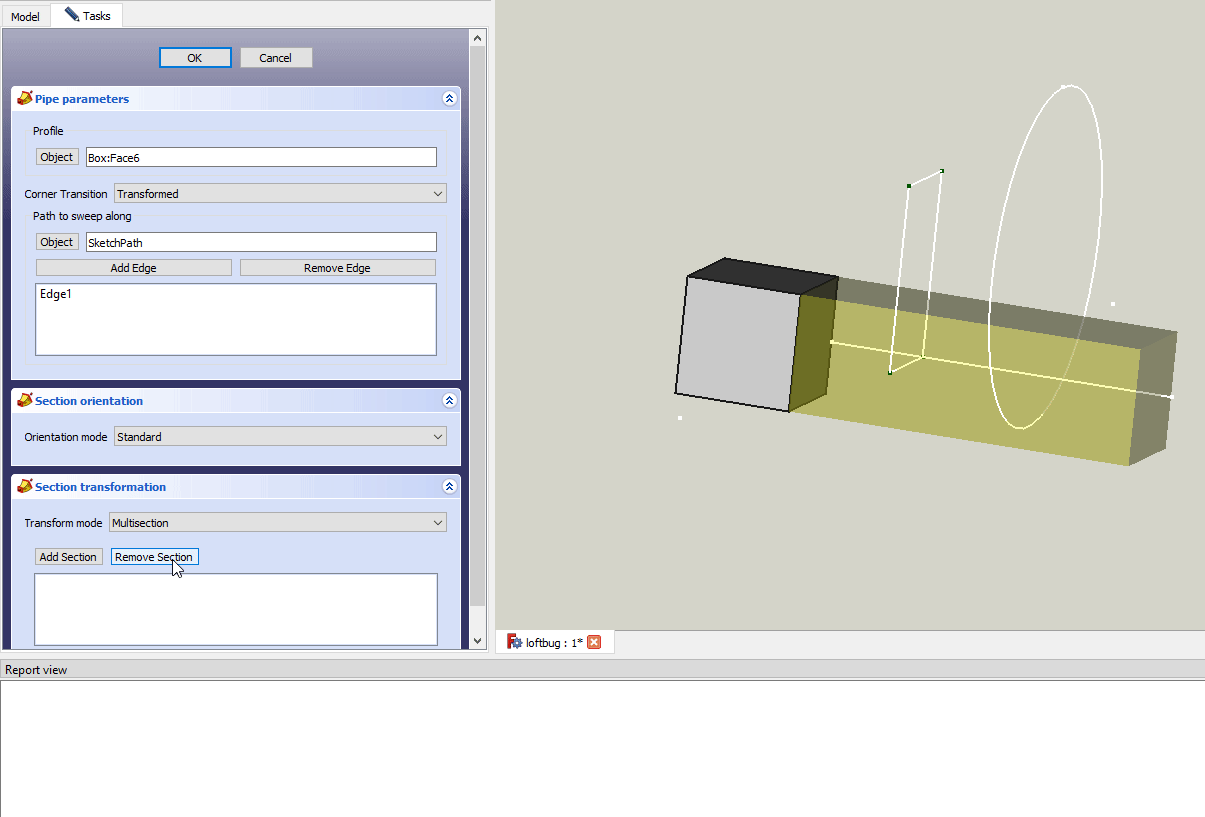 Model Tasks
OK Cancel
Pipe parameters
Profile
Object Box:Face6
Corner Transition Transformed
Path to sweep along
Object SketchPath
Add Edge Remove Edge
Edge1
Section orientation
Orientation mode Standard
Section transformation
Transform mode Multisection
Add Section Remove Section
loftbug : 1*
Report view